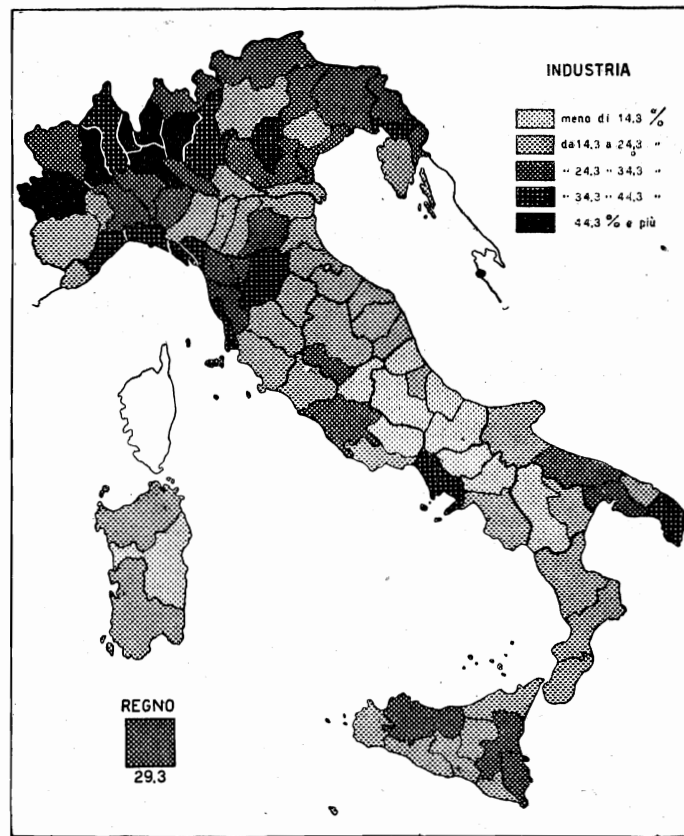 INDUSTRIA
meno di 14.3 %
da 14.3 a 24,3 "
" 24.3 " 34.3 "
" 34.3 " 44.3 "
44.3 % e più
REGNO
29.3